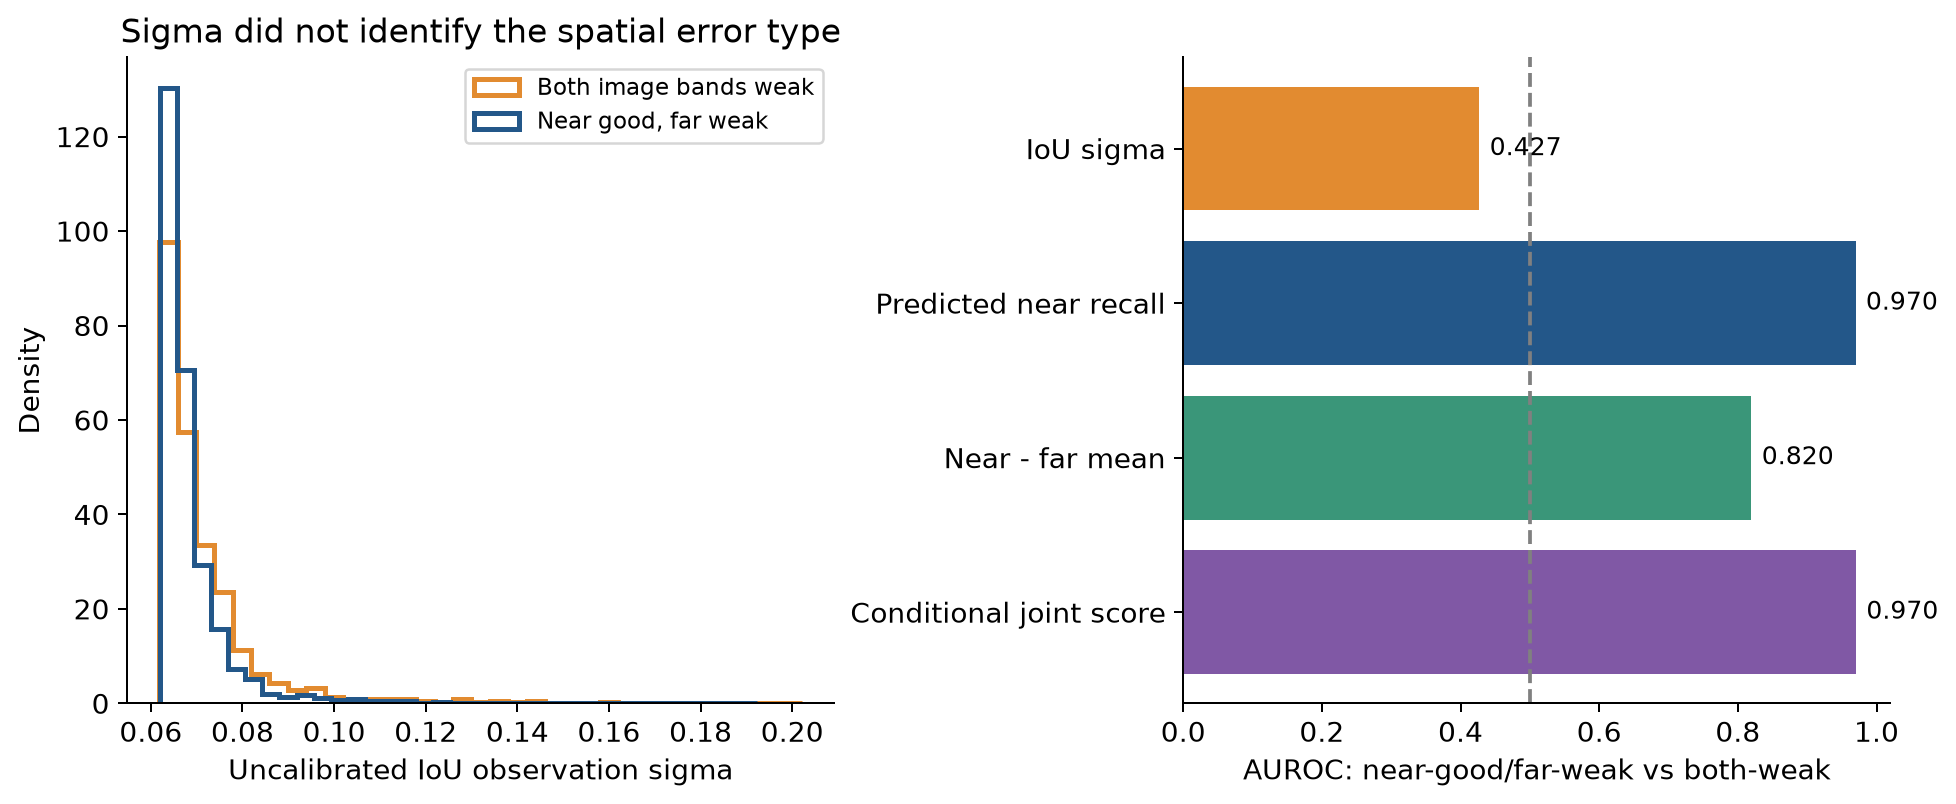 Sigma did not identify the spatial error type
Both image bands weak
Near good, far weak
Density
0
20
40
60
80
100
120
0.06 0.08 0.10 0.12 0.14 0.16 0.18 0.20
Uncalibrated IoU observation sigma
IoU sigma
0.427
Predicted near recall
0.970
Near - far mean
0.820
Conditional joint score
0.970
0.0 0.2 0.4 0.6 0.8 1.0
AUROC: near-good/far-weak vs both-weak